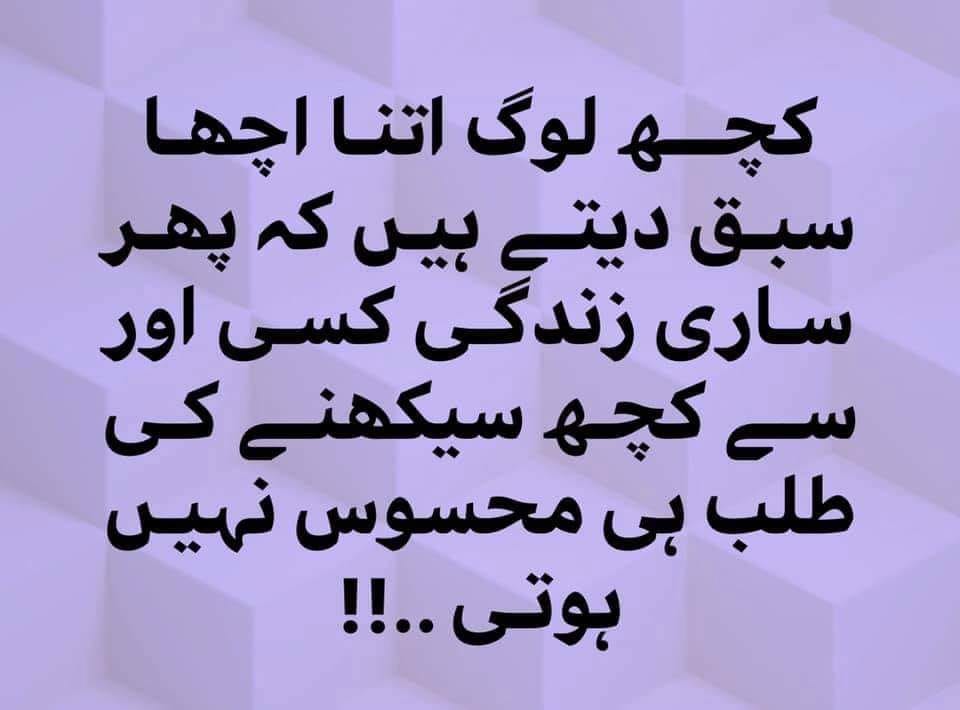 کچھ لوگ اتنا اچھا
سبق دیتے ہیں کہ پھر
ساری زندگی کسی اور
سے کچھ سیکھنے کی
طلب ہی محسوس نہیں
ہوتی ..!!